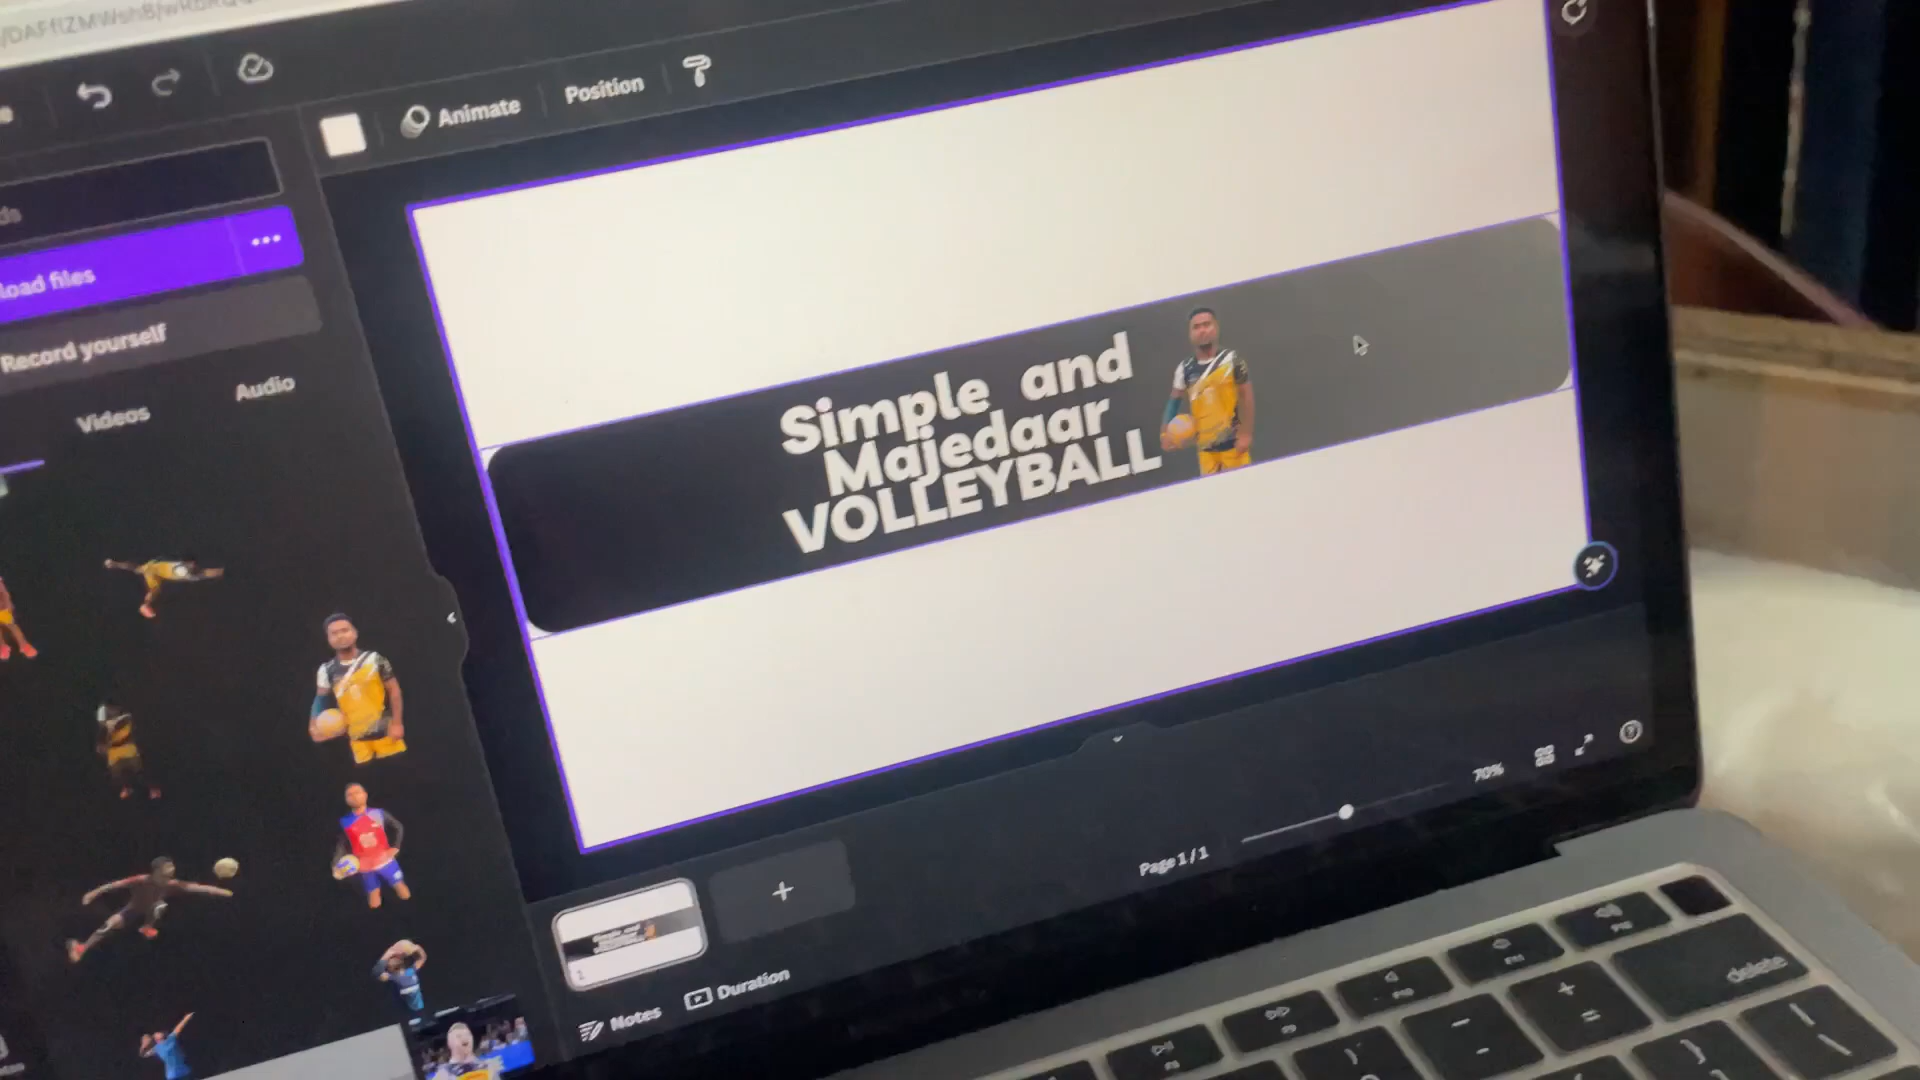 Animate
Position
load files
Record yourself
Videos
Audio
Simple and
Majedaar
VOLLEYBALL
70%
Page 1 / 1
+
1
Notes
Duration
delete